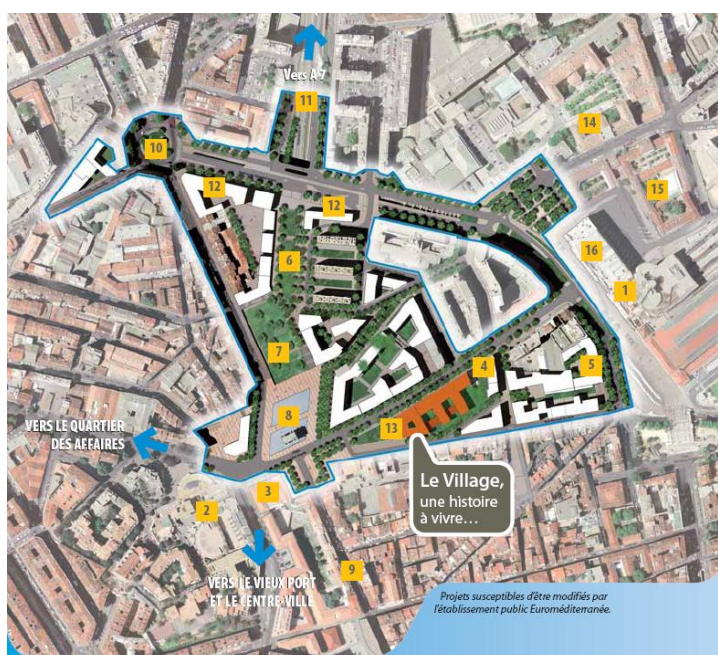 Vers A 7
11
14
10
12
12
15
16
6
1
7
4
5
VERS LE QUARTIER
DES AFFAIRES
8
13
Le Village,
une histoire
à vivre…
3
2
9
VERS LE VIEUX PORT
ET LE CENTRE-VILLE
Projets susceptibles d'être modifiés par
l'établissement public Euroméditerranée.